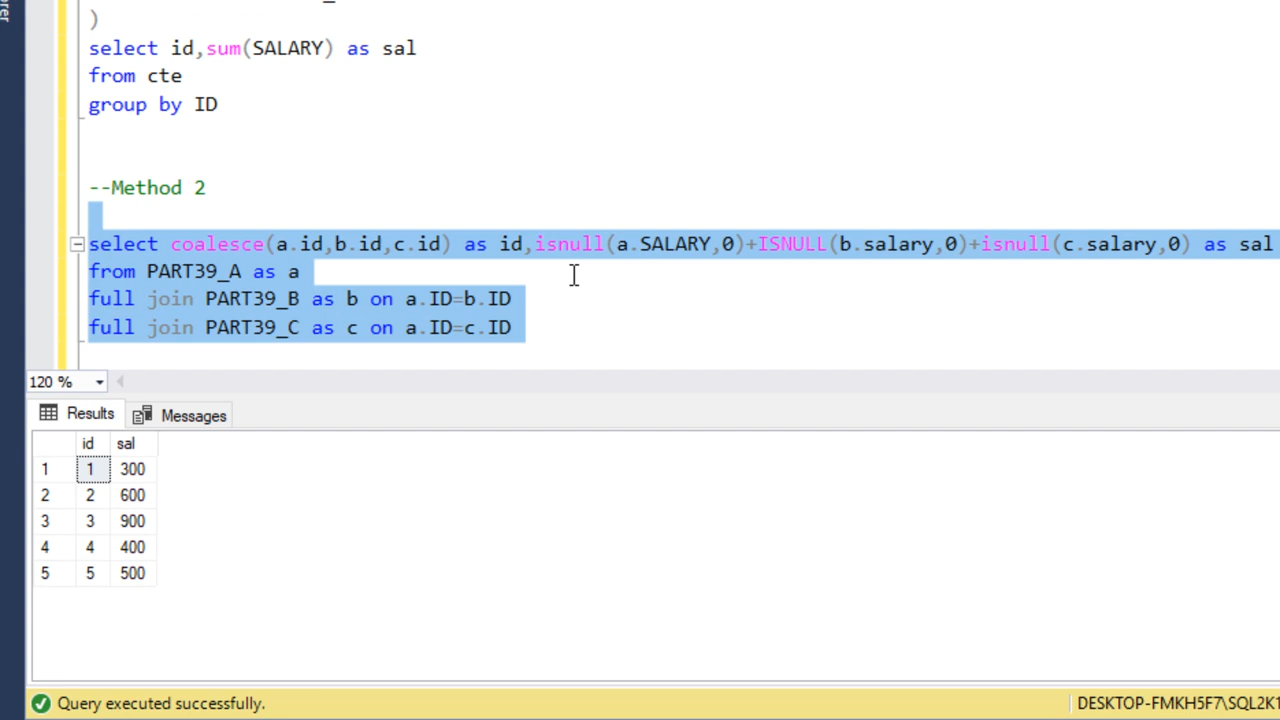 )
select id,sum(SALARY) as sal
from cte
group by ID
--Method 2
select coalesce(a.id,b.id,c.id) as id,isnull(a.SALARY,0)+ISNULL(b.salary,0)+isnull(c.salary,0) as sal
from PART39_A as a
full join PART39_B as b on a.ID=b.ID
full join PART39_C as c on a.ID=c.ID
120 %
Results Messages
id sal
1 1 300
2 2 600
3 3 900
4 4 400
5 5 500
Query executed successfully. DESKTOP-FMKH5F7\SQL2K1